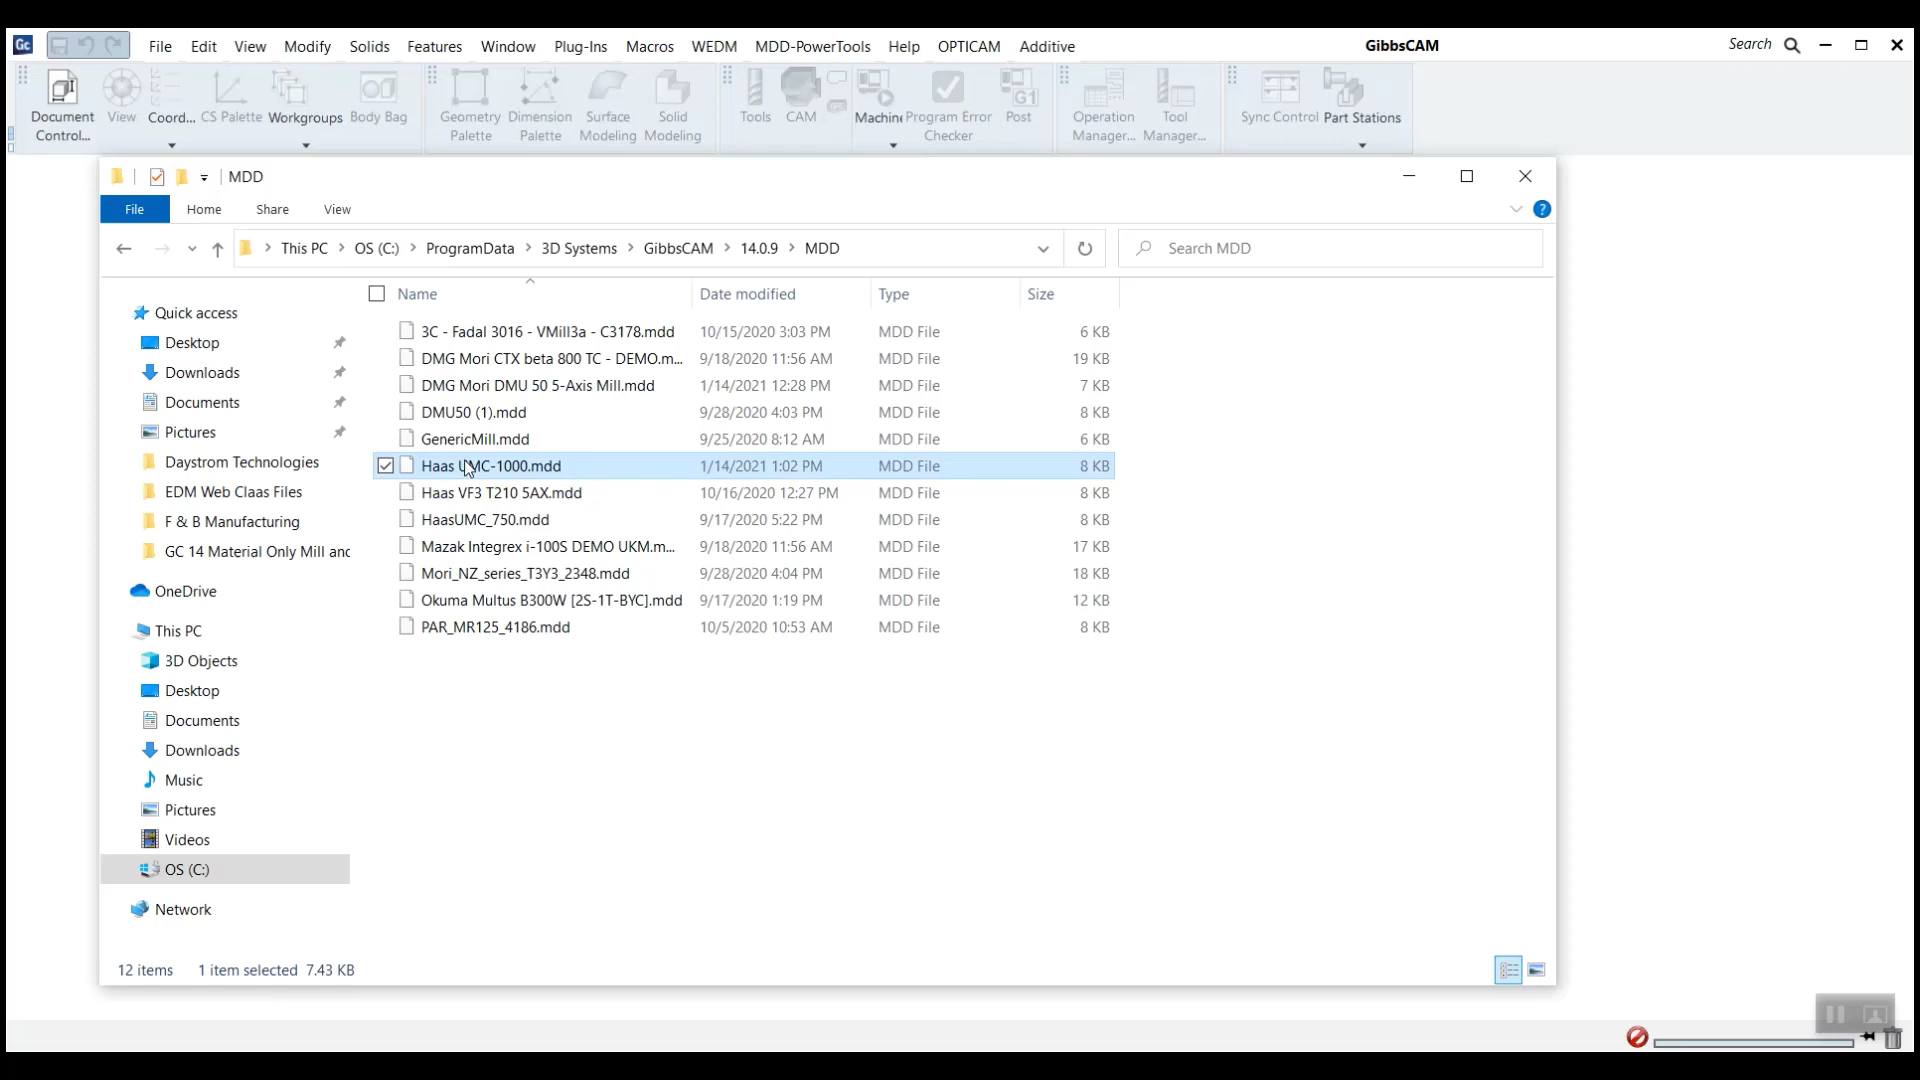 Gc File Edit View Modify Solids Features Window Plug-Ins Macros WEDM MDD-PowerTools Help OPTICAM Additive GibbsCAM Search
Document Control... View Coord... CS Palette Workgroups Body Bag Geometry Palette Dimension Palette Surface Modeling Solid Modeling Tools CAM Machine Program Error Checker G1 Post Operation Manager... Tool Manager... Sync Control Part Stations
MDD
File Home Share View ?
This PC OS (C:) ProgramData 3D Systems GibbsCAM 14.0.9 MDD Search MDD
Name Date modified Type Size
3C - Fadal 3016 - VMill3a - C3178.mdd 10/15/2020 3:03 PM MDD File 6 KB
DMG Mori CTX beta 800 TC - DEMO.m... 9/18/2020 11:56 AM MDD File 19 KB
DMG Mori DMU 50 5-Axis Mill.mdd 1/14/2021 12:28 PM MDD File 7 KB
DMU50 (1).mdd 9/28/2020 4:03 PM MDD File 8 KB
GenericMill.mdd 9/25/2020 8:12 AM MDD File 6 KB
Haas UMC-1000.mdd 1/14/2021 1:02 PM MDD File 8 KB
Haas VF3 T210 5AX.mdd 10/16/2020 12:27 PM MDD File 8 KB
HaasUMC_750.mdd 9/17/2020 5:22 PM MDD File 8 KB
Mazak Integrex i-100S DEMO UKM.m... 9/18/2020 11:56 AM MDD File 17 KB
Mori_NZ_series_T3Y3_2348.mdd 9/28/2020 4:04 PM MDD File 18 KB
Okuma Multus B300W [2S-1T-BYC].mdd 9/17/2020 1:19 PM MDD File 12 KB
PAR_MR125_4186.mdd 10/5/2020 10:53 AM MDD File 8 KB
Quick access
Desktop
Downloads
Documents
Pictures
Daystrom Technologies
EDM Web Claas Files
F & B Manufacturing
GC 14 Material Only Mill and
OneDrive
This PC
3D Objects
Desktop
Documents
Downloads
Music
Pictures
Videos
OS (C:)
Network
12 items 1 item selected 7.43 KB